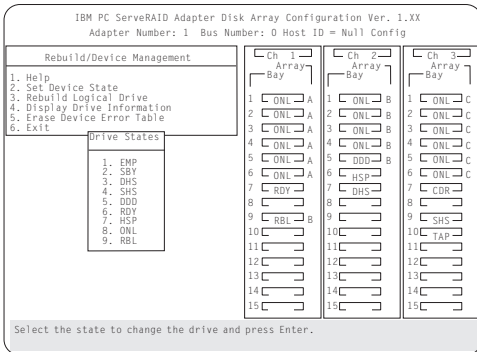 IBM PC ServeRAID Adapter Disk Array Configuration Ver. 1.XX
Adapter Number: 1 Bus Number: 0 Host ID = Null Config
Rebuild/Device Management
1. Help
2. Set Device State
3. Rebuild Logical Drive
4. Display Drive Information
5. Erase Device Error Table
6. Exit
Drive States
1. EMP
2. SBY
3. DHS
4. SHS
5. DDD
6. RDY
7. HSP
8. ONL
9. RBL
Ch 1
Array
Bay
1 ONL A
2 ONL A
3 ONL A
4 ONL A
5 ONL A
6 ONL A
7 RDY
8
9 RBL B
10
11
12
13
14
15
Ch 2
Array
Bay
1 ONL B
2 ONL B
3 ONL B
4 ONL B
5 DDD B
6 HSP
7 DHS
8
9
10
11
12
13
14
15
Ch 3
Array
Bay
1 ONL C
2 ONL C
3 ONL C
4 ONL C
5 ONL C
6 ONL C
7 CDR
8
9 SHS
10 TAP
11
12
13
14
15
Select the state to change the drive and press Enter.